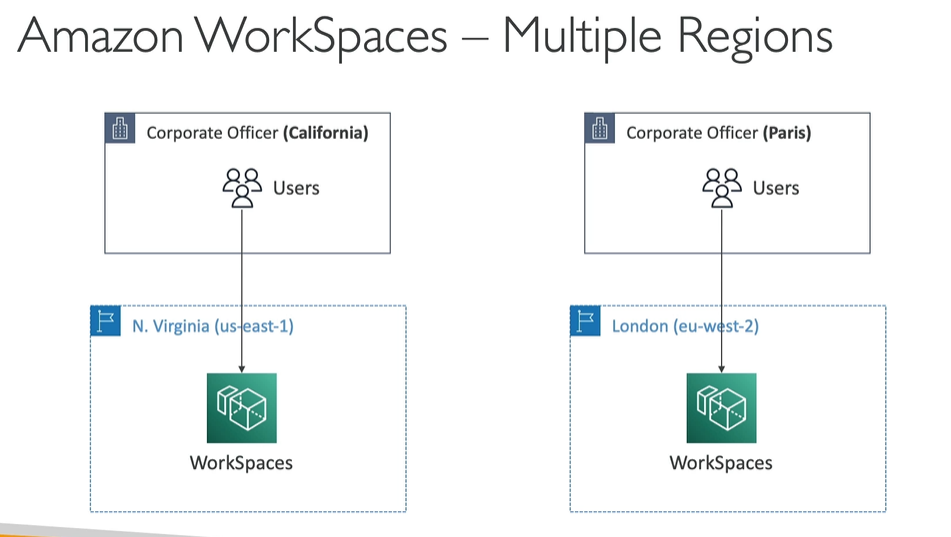 Amazon WorkSpaces – Multiple Regions
Corporate Officer (California)
Users
N. Virginia (us-east-1)
WorkSpaces
Corporate Officer (Paris)
Users
London (eu-west-2)
WorkSpaces